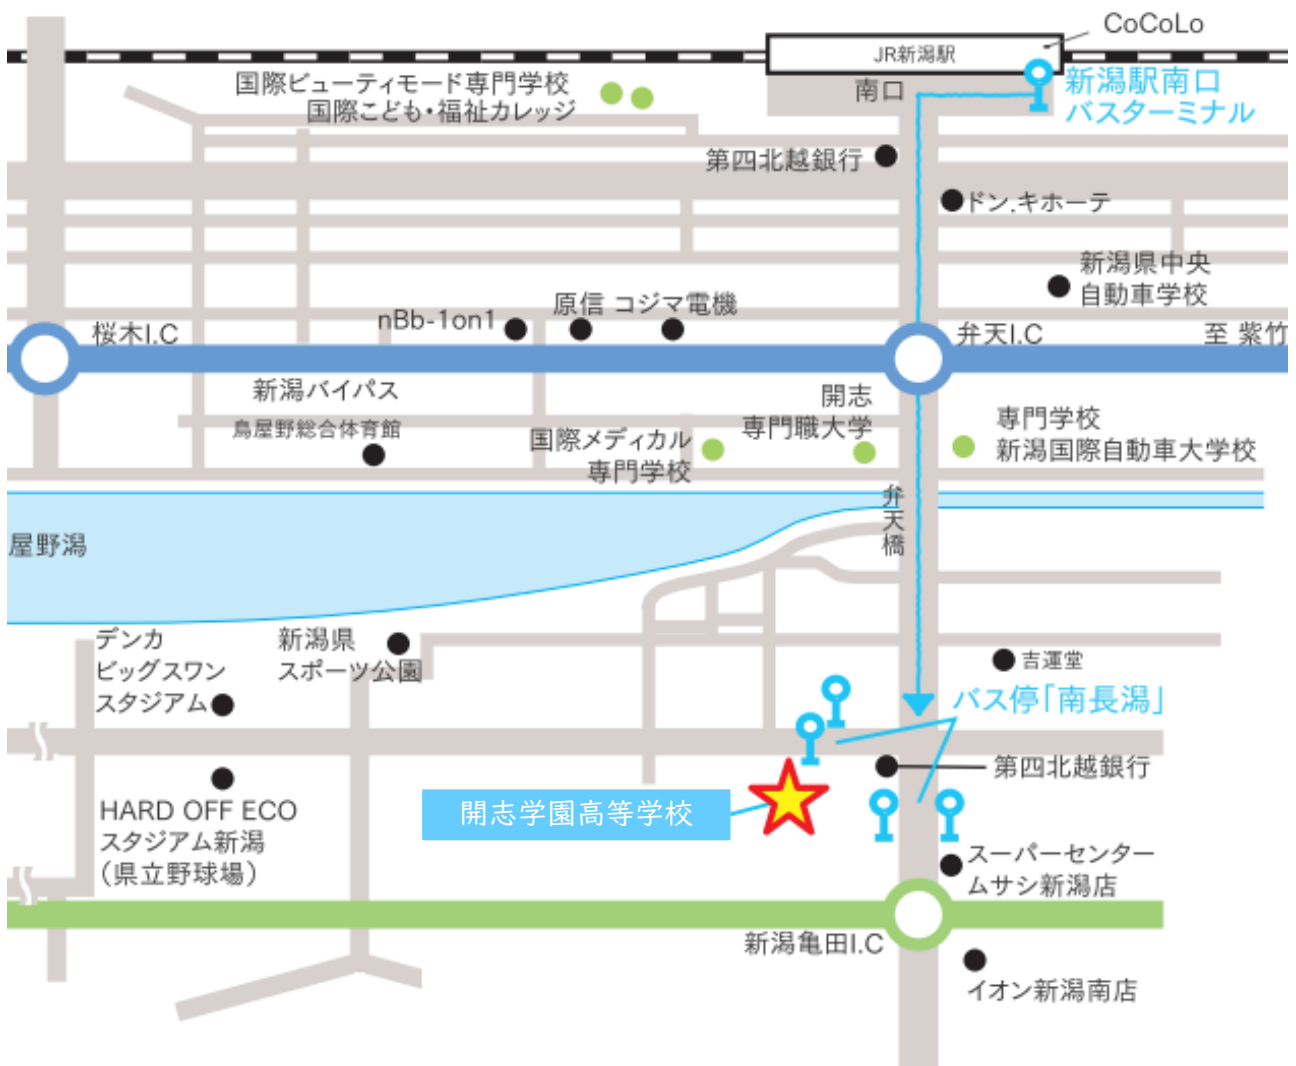 CoCoLo
JR新潟駅
南口
新潟駅南口
バスターミナル
国際ビューティモード専門学校
国際こども・福祉カレッジ
第四北越銀行
ドン.キホーテ
新潟県中央
自動車学校
原信 コジマ電機
nBb-1on1
桜木I.C
弁天I.C
至 紫竹
新潟バイパス
鳥屋野総合体育館
開志
専門職大学
国際メディカル
専門学校
専門学校
新潟国際自動車大学校
弁天橋
屋野潟
デンカ
ビッグスワン
スタジアム
新潟県
スポーツ公園
吉運堂
バス停「南長潟」
第四北越銀行
開志学園高等学校
HARD OFF ECO
スタジアム新潟
（県立野球場）
スーパーセンター
ムサシ新潟店
新潟亀田I.C
イオン新潟南店